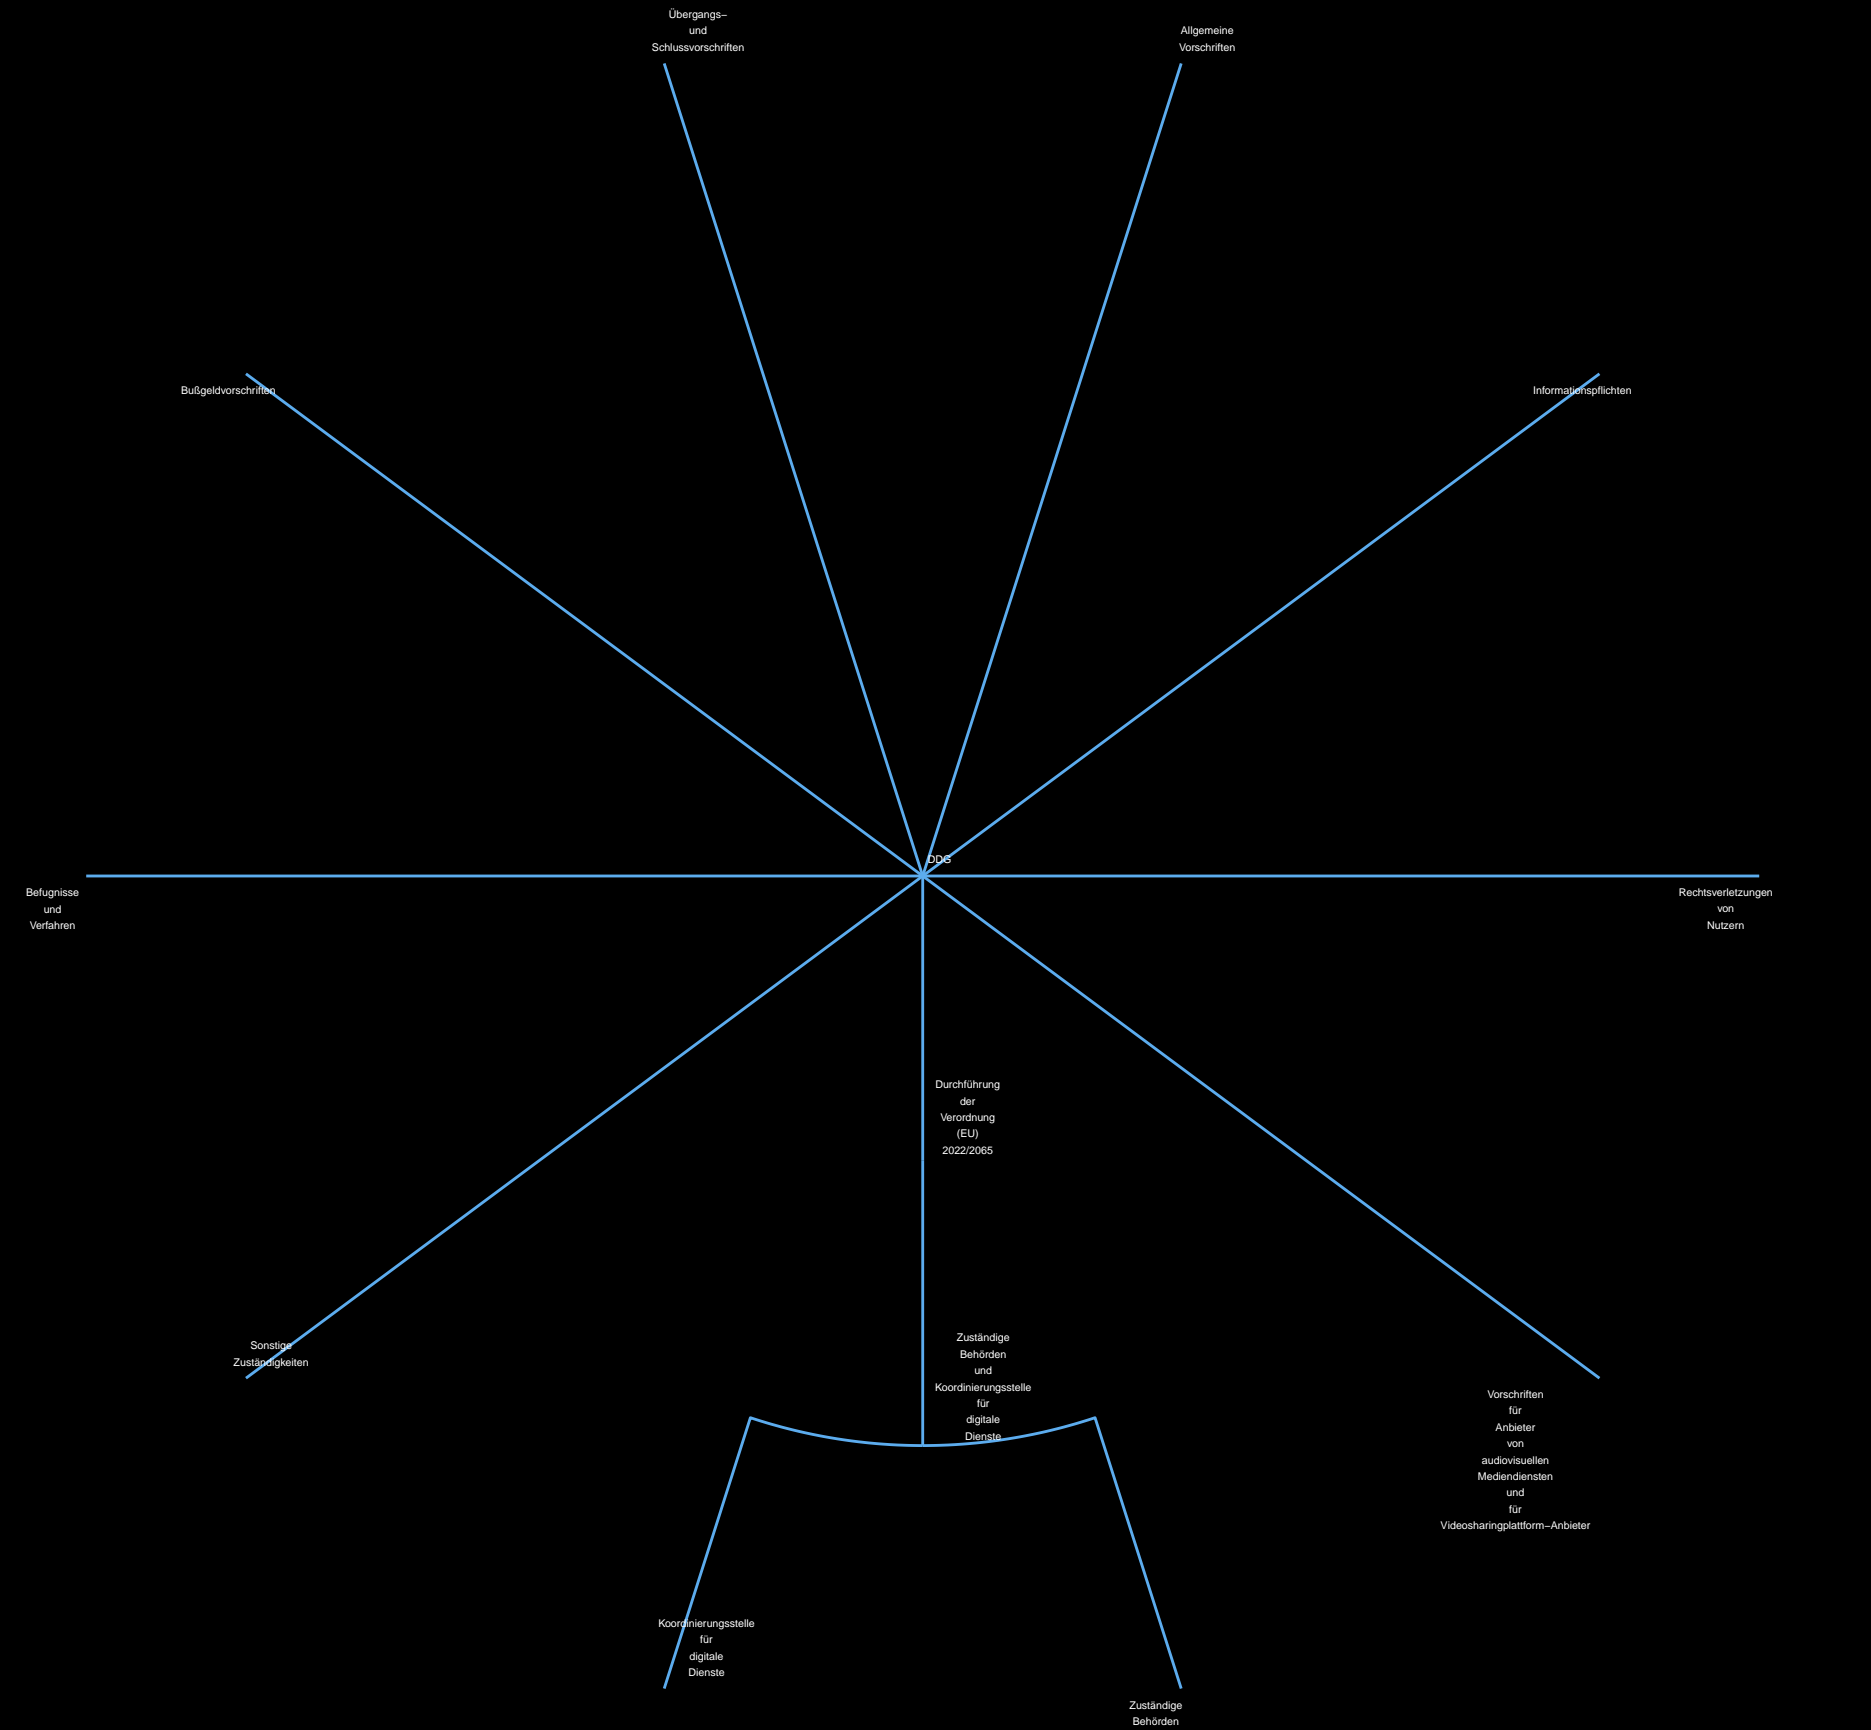 Übergangs–
und
Schlussvorschriften
Allgemeine
Vorschriften
Bußgeldvorschriften
Informationspflichten
DDG
Befugnisse
und
Verfahren
Rechtsverletzungen
von
Nutzern
Durchführung
der
Verordnung
(EU)
2022/2065
Sonstige
Zuständigkeiten
Zuständige
Behörden
und
Koordinierungsstelle
für
digitale
Dienste
Vorschriften
für
Anbieter
von
audiovisuellen
Mediendiensten
und
für
Videosharingplattform–Anbieter
Koordinierungsstelle
für
digitale
Dienste
Zuständige
Behörden